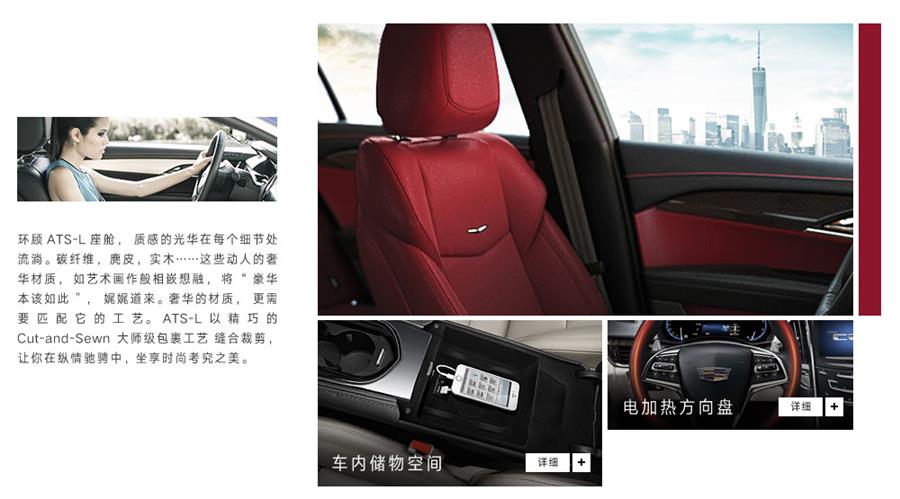 环顾 ATS-L 座舱，质感的光华在每个细节处
流淌。碳纤维，麂皮，实木……这些动人的奢
华材质，如艺术画作般相嵌想融，将“豪华
本该如此”，娓娓道来。奢华的材质，更需
要匹配它的工艺。ATS-L 以精巧的
Cut-and-Sewn 大师级包裹工艺 缝合裁剪，
让你在纵情驰骋中，坐享时尚考究之美。
电加热方向盘
详细 +
车内储物空间
详细 +